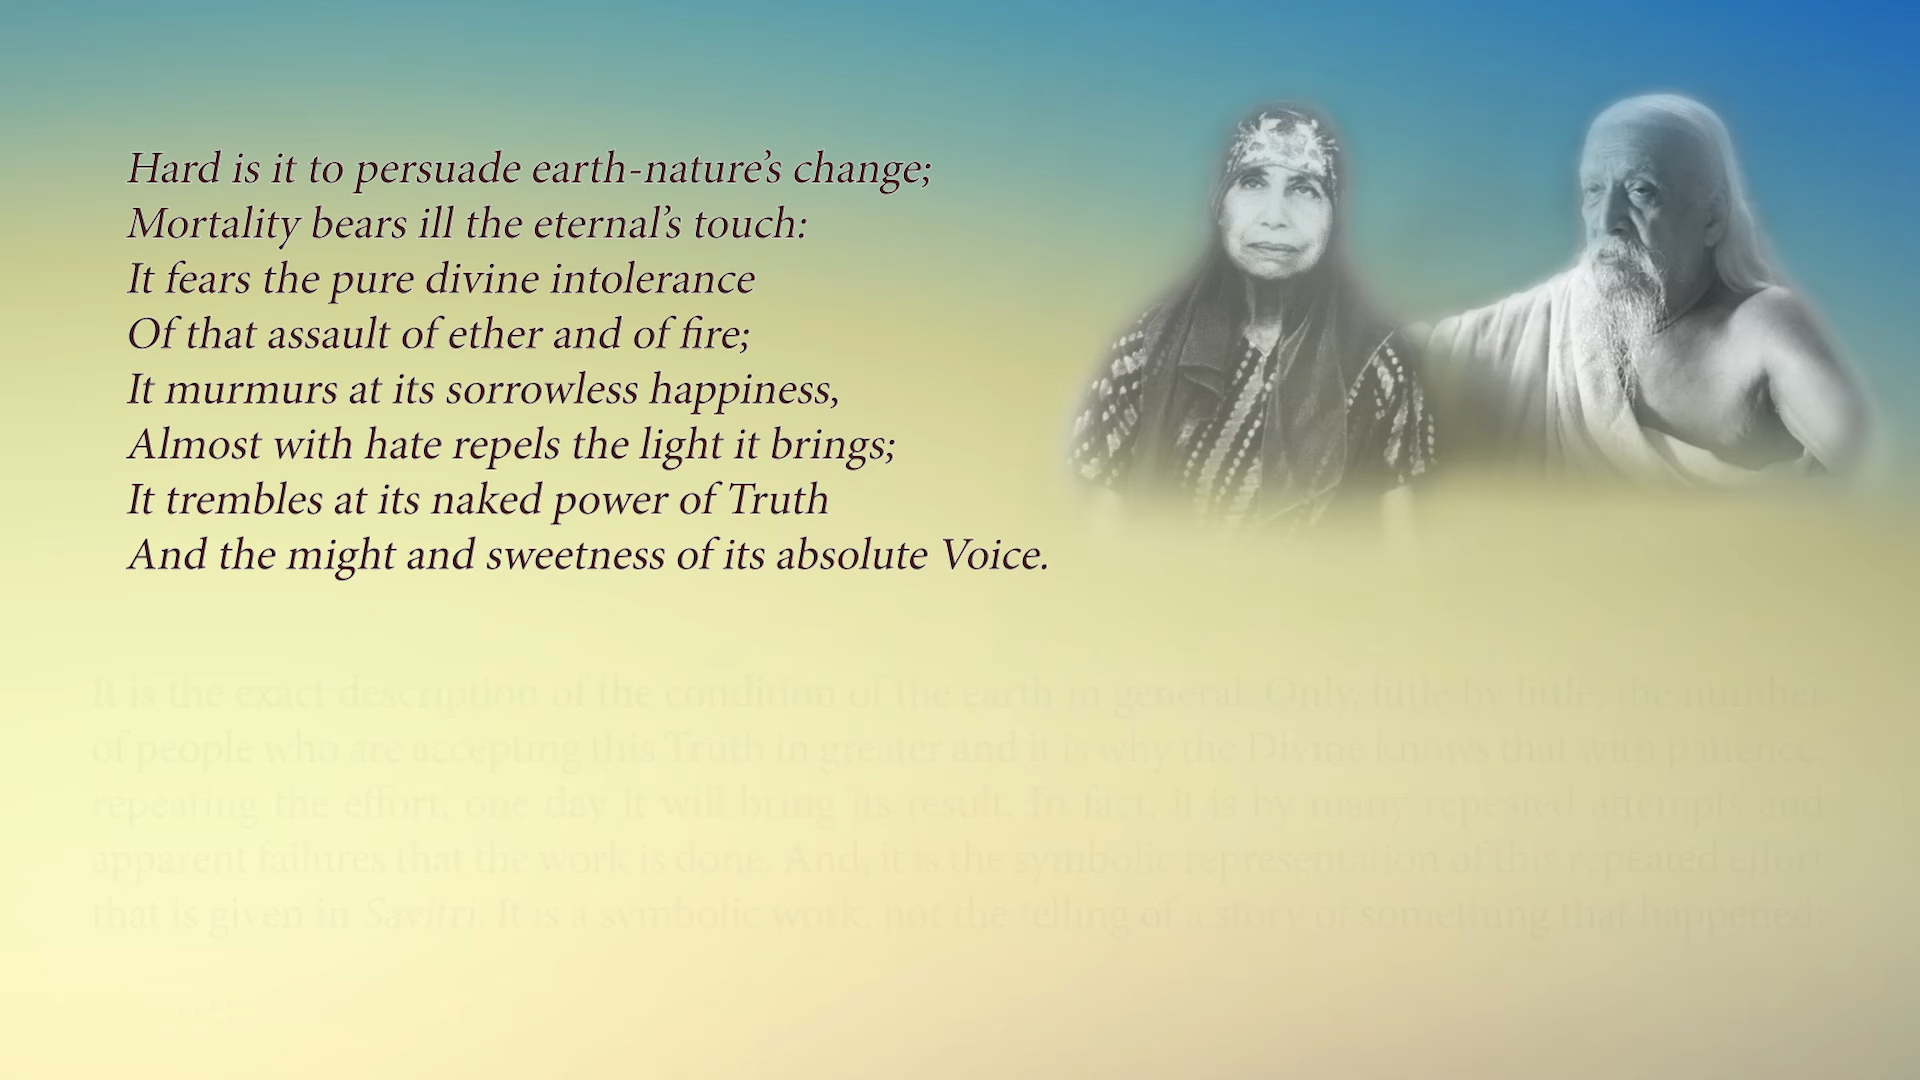 Hard is it to persuade earth-nature’s change;
Mortality bears ill the eternal’s touch:
It fears the pure divine intolerance
Of that assault of ether and of fire;
It murmurs at its sorrowless happiness,
Almost with hate repels the light it brings;
It trembles at its naked power of Truth
And the might and sweetness of its absolute Voice.
It is the exact description of the condition of the earth in general. Only, little by little, the number
of people who are accepting this Truth in greater and it is why the Divine knows that with patience,
repeating the effort, one day it will bring its result. In fact, it is by many repeated attempts and
apparent failures that the work is done. And, it is the symbolic representation of this repeated effort
that is given in Savitri. It is a symbolic work, not the telling of a story of something that happened.